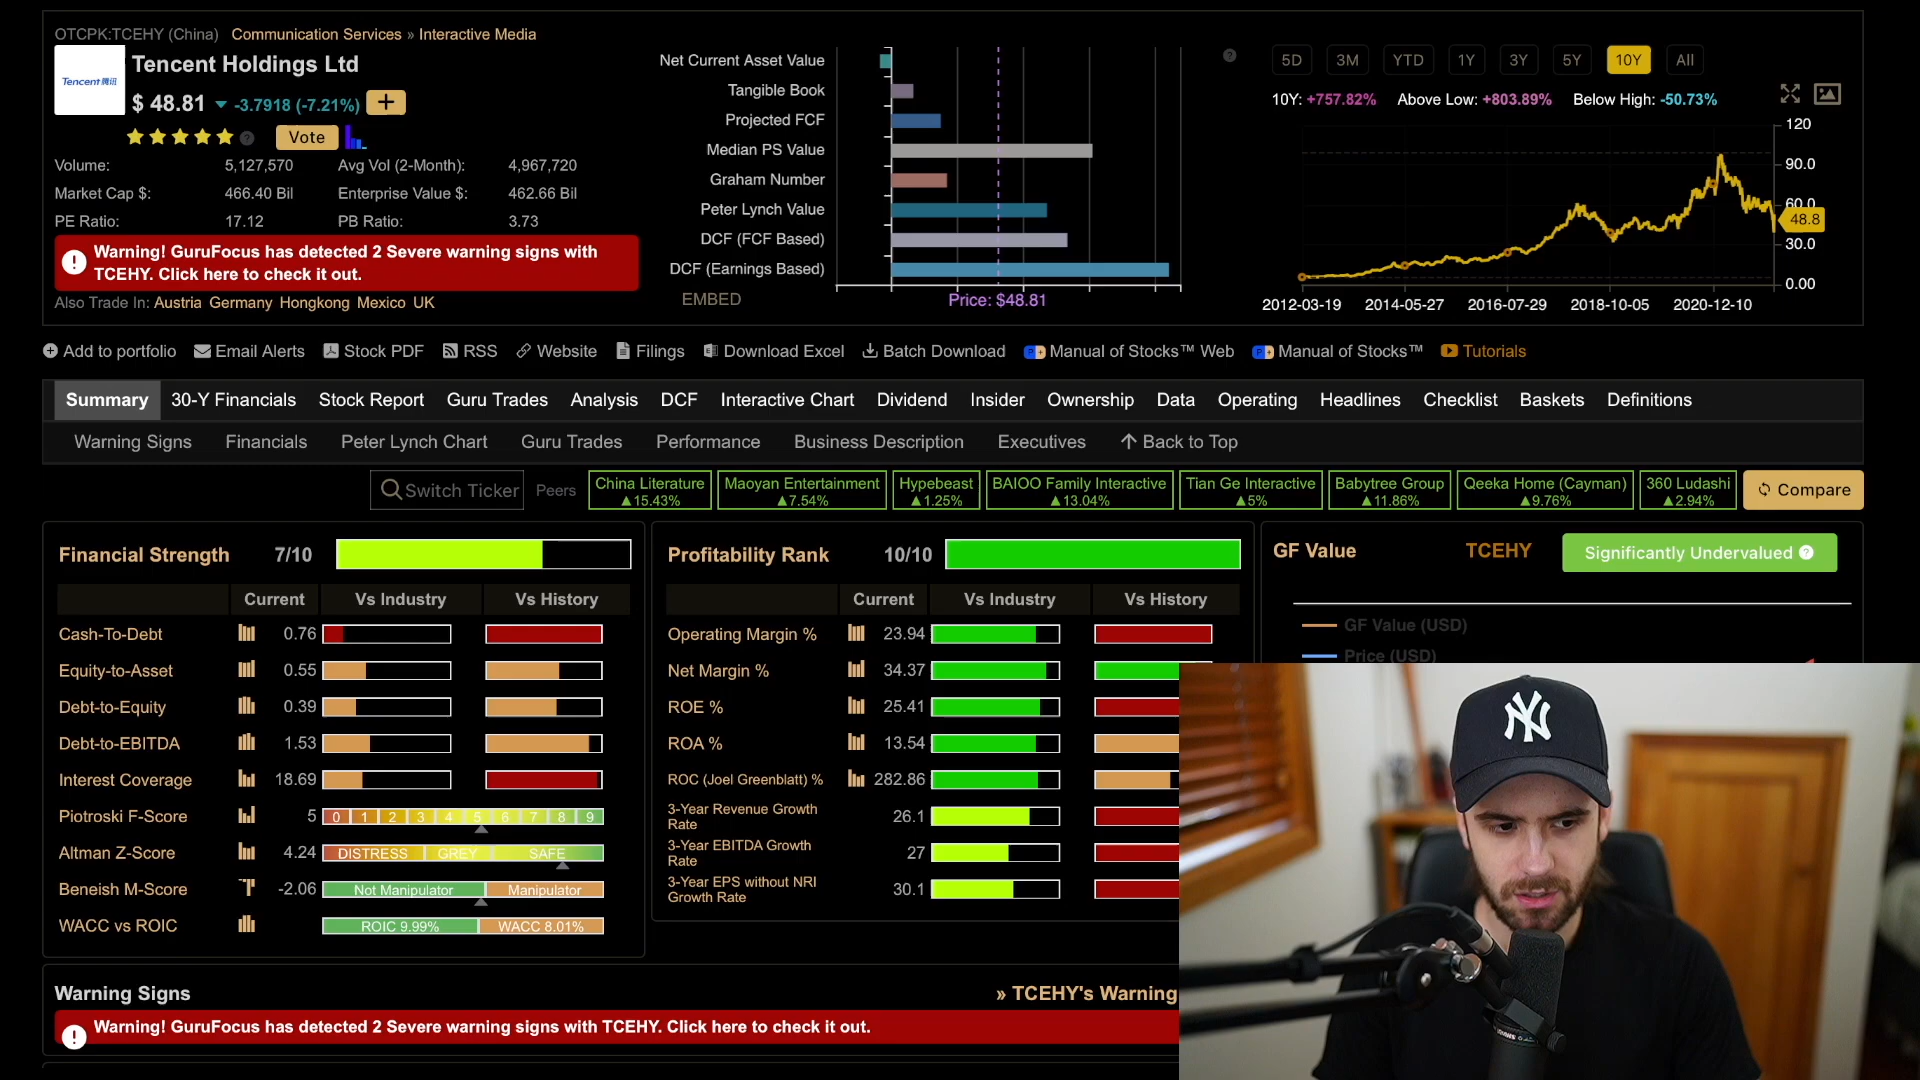 OTCPK:TCEHY (China) Communication Services » Interactive Media
Tencent 腾讯
Tencent Holdings Ltd
$ 48.81 -3.7918 (-7.21%) +
Vote
Volume: 5,127,570 Avg Vol (2-Month): 4,967,720
Market Cap $: 466.40 Bil Enterprise Value $: 462.66 Bil
PE Ratio: 17.12 PB Ratio: 3.73
Warning! GuruFocus has detected 2 Severe warning signs with
TCEHY. Click here to check it out.
Also Trade In: Austria Germany Hongkong Mexico UK
Net Current Asset Value
Tangible Book
Projected FCF
Median PS Value
Graham Number
Peter Lynch Value
DCF (FCF Based)
DCF (Earnings Based)
EMBED
Price: $48.81
5D 3M YTD 1Y 3Y 5Y 10Y All
10Y: +757.82% Above Low: +803.89% Below High: -50.73%
120
90.0
60.0
48.8
30.0
0.00
2012-03-19 2014-05-27 2016-07-29 2018-10-05 2020-12-10
Add to portfolio Email Alerts Stock PDF RSS Website Filings Download Excel Batch Download Manual of Stocks™ Web Manual of Stocks™ Tutorials
Summary 30-Y Financials Stock Report Guru Trades Analysis DCF Interactive Chart Dividend Insider Ownership Data Operating Headlines Checklist Baskets Definitions
Warning Signs Financials Peter Lynch Chart Guru Trades Performance Business Description Executives Back to Top
Switch Ticker Peers
China Literature
▲15.43%
Maoyan Entertainment
▲7.54%
Hypebeast
▲1.25%
BAIOO Family Interactive
▲13.04%
Tian Ge Interactive
▲5%
Babytree Group
▲11.86%
Qeeka Home (Cayman)
▲9.76%
360 Ludashi
▲2.94%
Compare
Financial Strength 7/10
Current Vs Industry Vs History
Cash-To-Debt 0.76
Equity-to-Asset 0.55
Debt-to-Equity 0.39
Debt-to-EBITDA 1.53
Interest Coverage 18.69
Piotroski F-Score 5 0 1 2 3 4 5 6 7 8 9
Altman Z-Score 4.24 DISTRESS GREY SAFE
Beneish M-Score -2.06 Not Manipulator Manipulator
WACC vs ROIC ROIC 9.99% WACC 8.01%
Profitability Rank 10/10
Current Vs Industry Vs History
Operating Margin % 23.94
Net Margin % 34.37
ROE % 25.41
ROA % 13.54
ROC (Joel Greenblatt) % 282.86
3-Year Revenue Growth
Rate 26.1
3-Year EBITDA Growth
Rate 27
3-Year EPS without NRI
Growth Rate 30.1
GF Value TCEHY Significantly Undervalued
GF Value (USD)
Price (USD)
NY
Warning Signs » TCEHY's Warning
Warning! GuruFocus has detected 2 Severe warning signs with TCEHY. Click here to check it out.